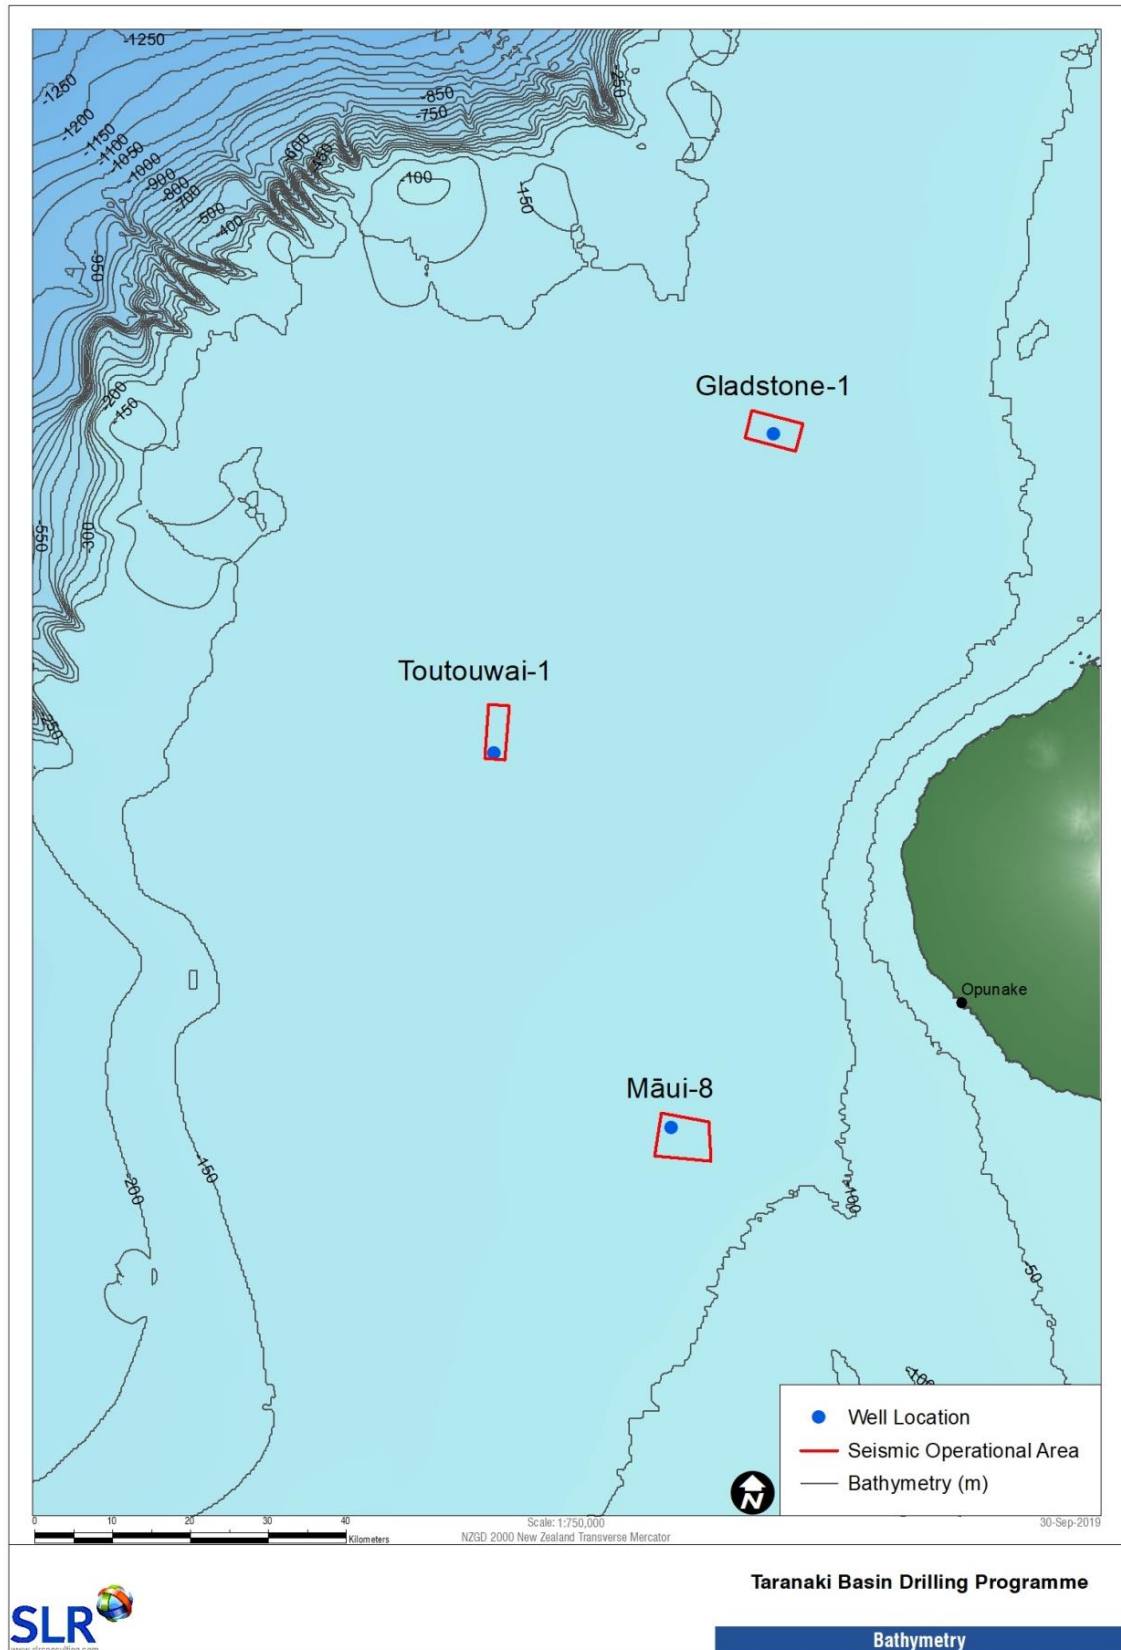 -1250
-250
-1250
-850
-750
-1200
-1150
-1100
-1050
-1000
-900
-800
-700
-600
-450
-500
-400
-100
-150
-950
-200
-150
Gladstone-1
-550
-300
Toutouwai-1
-250
Opunake
Māui-8
-150
-200
-100
-50
-100
Well Location
Seismic Operational Area
Bathymetry (m)
N
0 10 20 30 40
Kilometers
Scale: 1:750,000
NZGD 2000 New Zealand Transverse Mercator
30-Sep-2019
Taranaki Basin Drilling Programme
SLR
Bathymetry